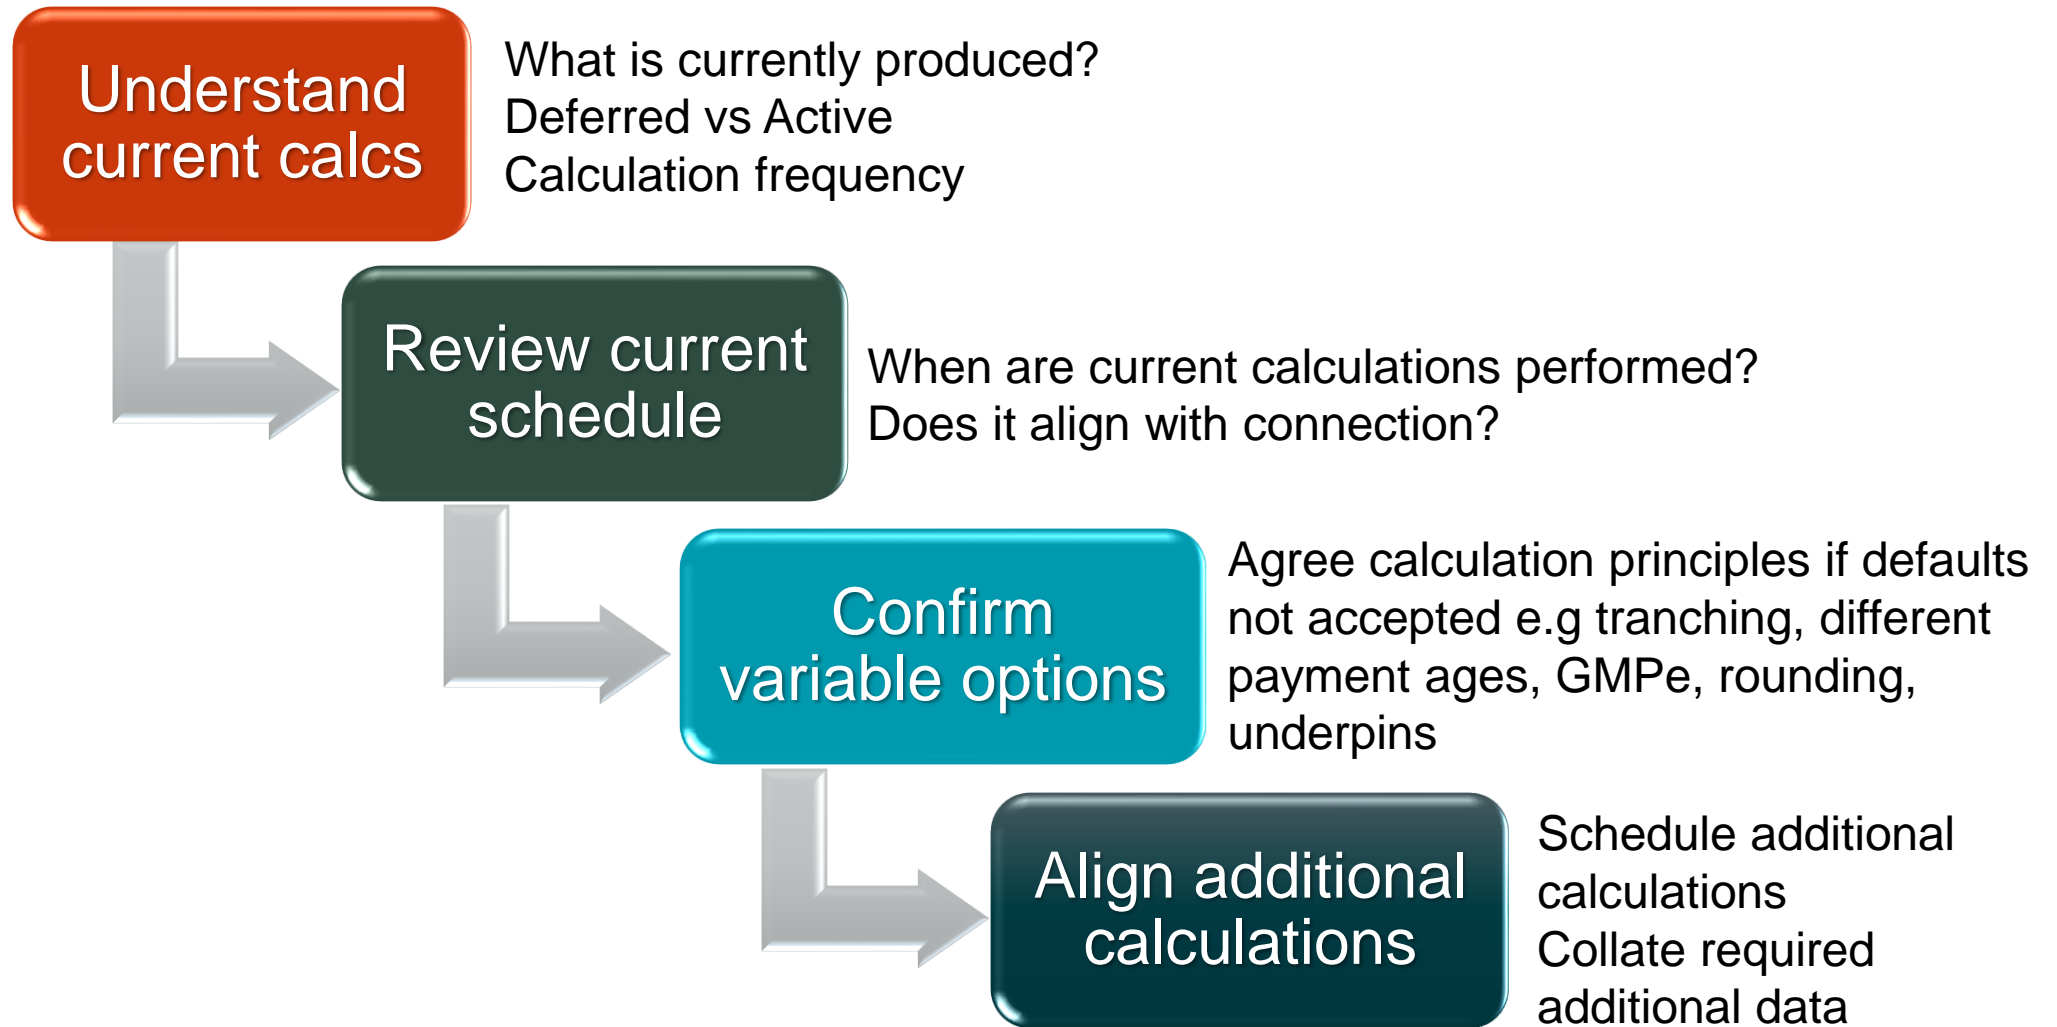 Understand
current calcs
What is currently produced?
Deferred vs Active
Calculation frequency
Review current
schedule
When are current calculations performed?
Does it align with connection?
Confirm
variable options
Agree calculation principles if defaults
not accepted e.g tranching, different
payment ages, GMPe, rounding,
underpins
Align additional
calculations
Schedule additional
calculations
Collate required
additional data